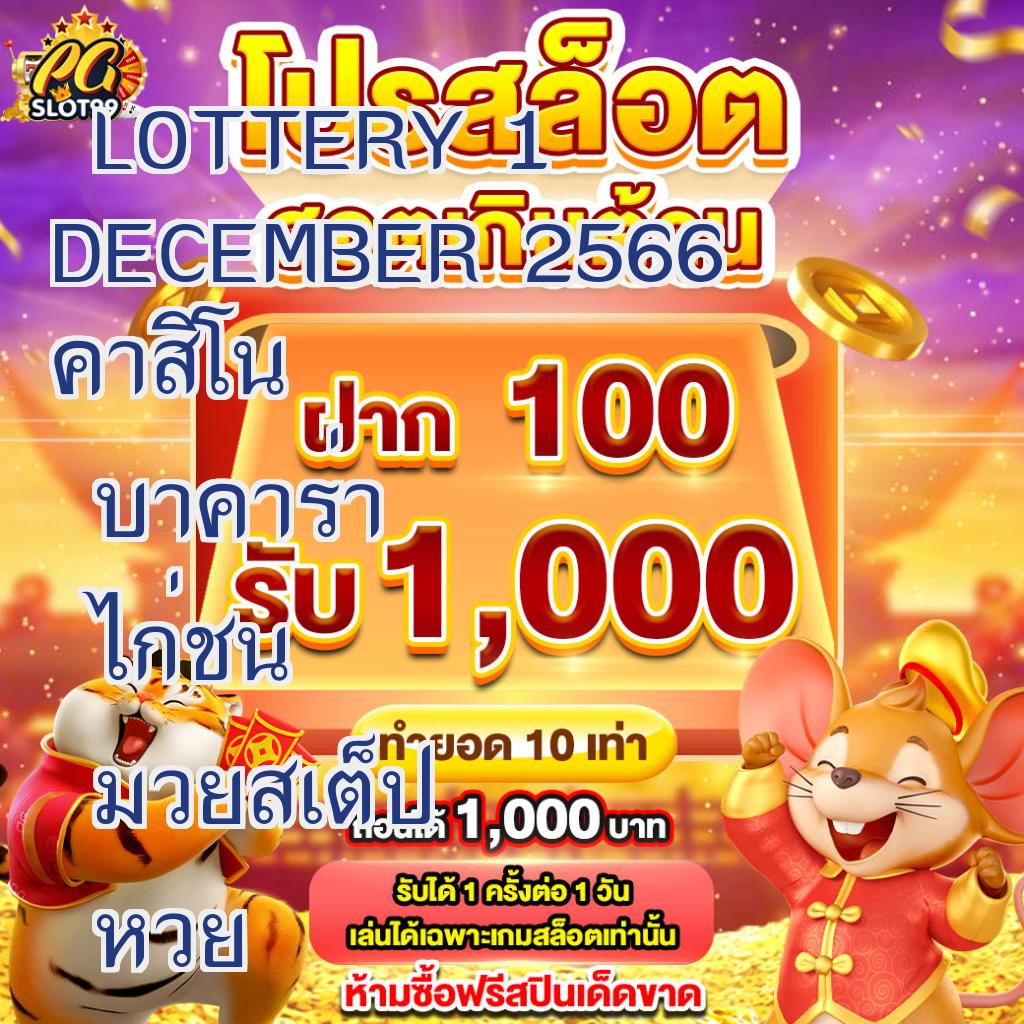 PG
SLOT99
โปรสล็อต
LOTTERY 1
DECEMBER 2566
คาสิโน
ฝาก 100
บาคาร่า
รับ 1,000
ไก่ชน
ทำยอด 10 เท่า
มวยสเต็ป
1,000 บาท
รับได้ 1 ครั้งต่อ 1 วัน
หวย
เล่นได้เฉพาะเกมสล็อตเท่านั้น
ห้ามซื้อฟรีสปินเด็ดขาด